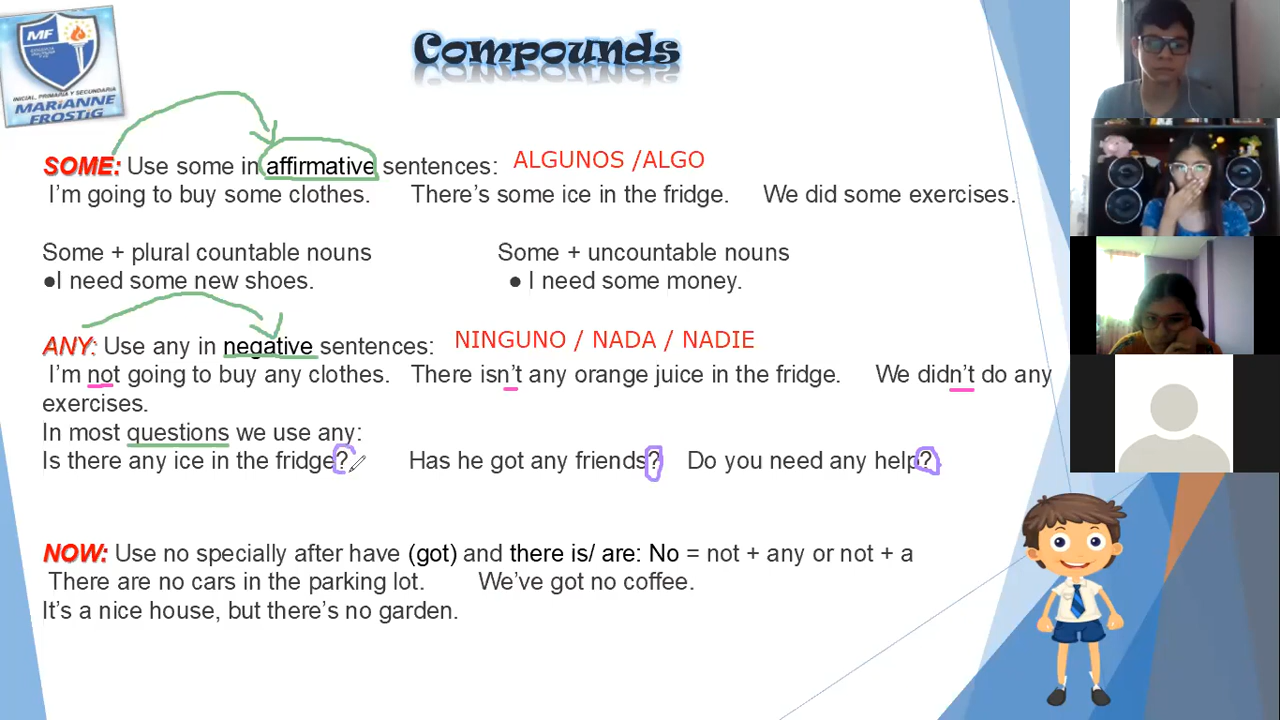 Compounds
MF
INICIAL, PRIMARIA Y SECUNDARIA
MARIANNE
FROSTIG
SOME: Use some in affirmative sentences: ALGUNOS /ALGO
I'm going to buy some clothes. There's some ice in the fridge. We did some exercises.
Some + plural countable nouns Some + uncountable nouns
●I need some new shoes. ● I need some money.
ANY: Use any in negative sentences: NINGUNO / NADA / NADIE
I'm not going to buy any clothes. There isn't any orange juice in the fridge. We didn't do any
exercises.
In most questions we use any:
Is there any ice in the fridge? Has he got any friends? Do you need any help?
NOW: Use no specially after have (got) and there is/ are: No = not + any or not + a
There are no cars in the parking lot. We've got no coffee.
It's a nice house, but there's no garden.